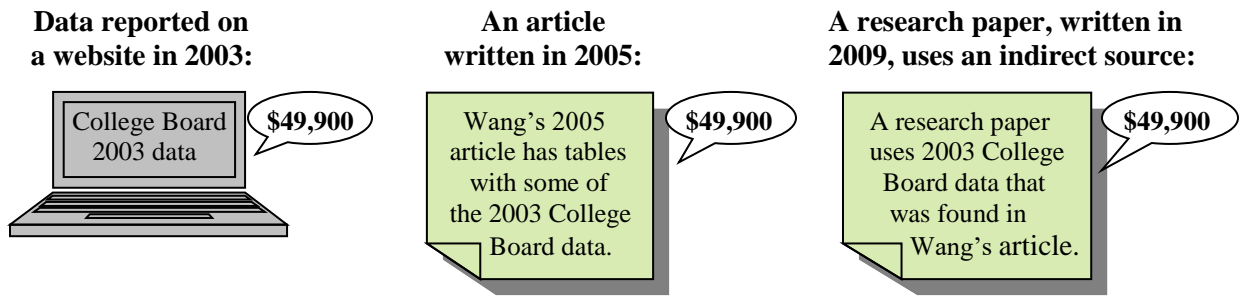 Data reported on
a website in 2003:
College Board
2003 data
$49,900
An article
written in 2005:
Wang's 2005
article has tables
with some of
the 2003 College
Board data.
$49,900
A research paper, written in
2009, uses an indirect source:
A research paper
uses 2003 College
Board data that
was found in
Wang's article.
$49,900